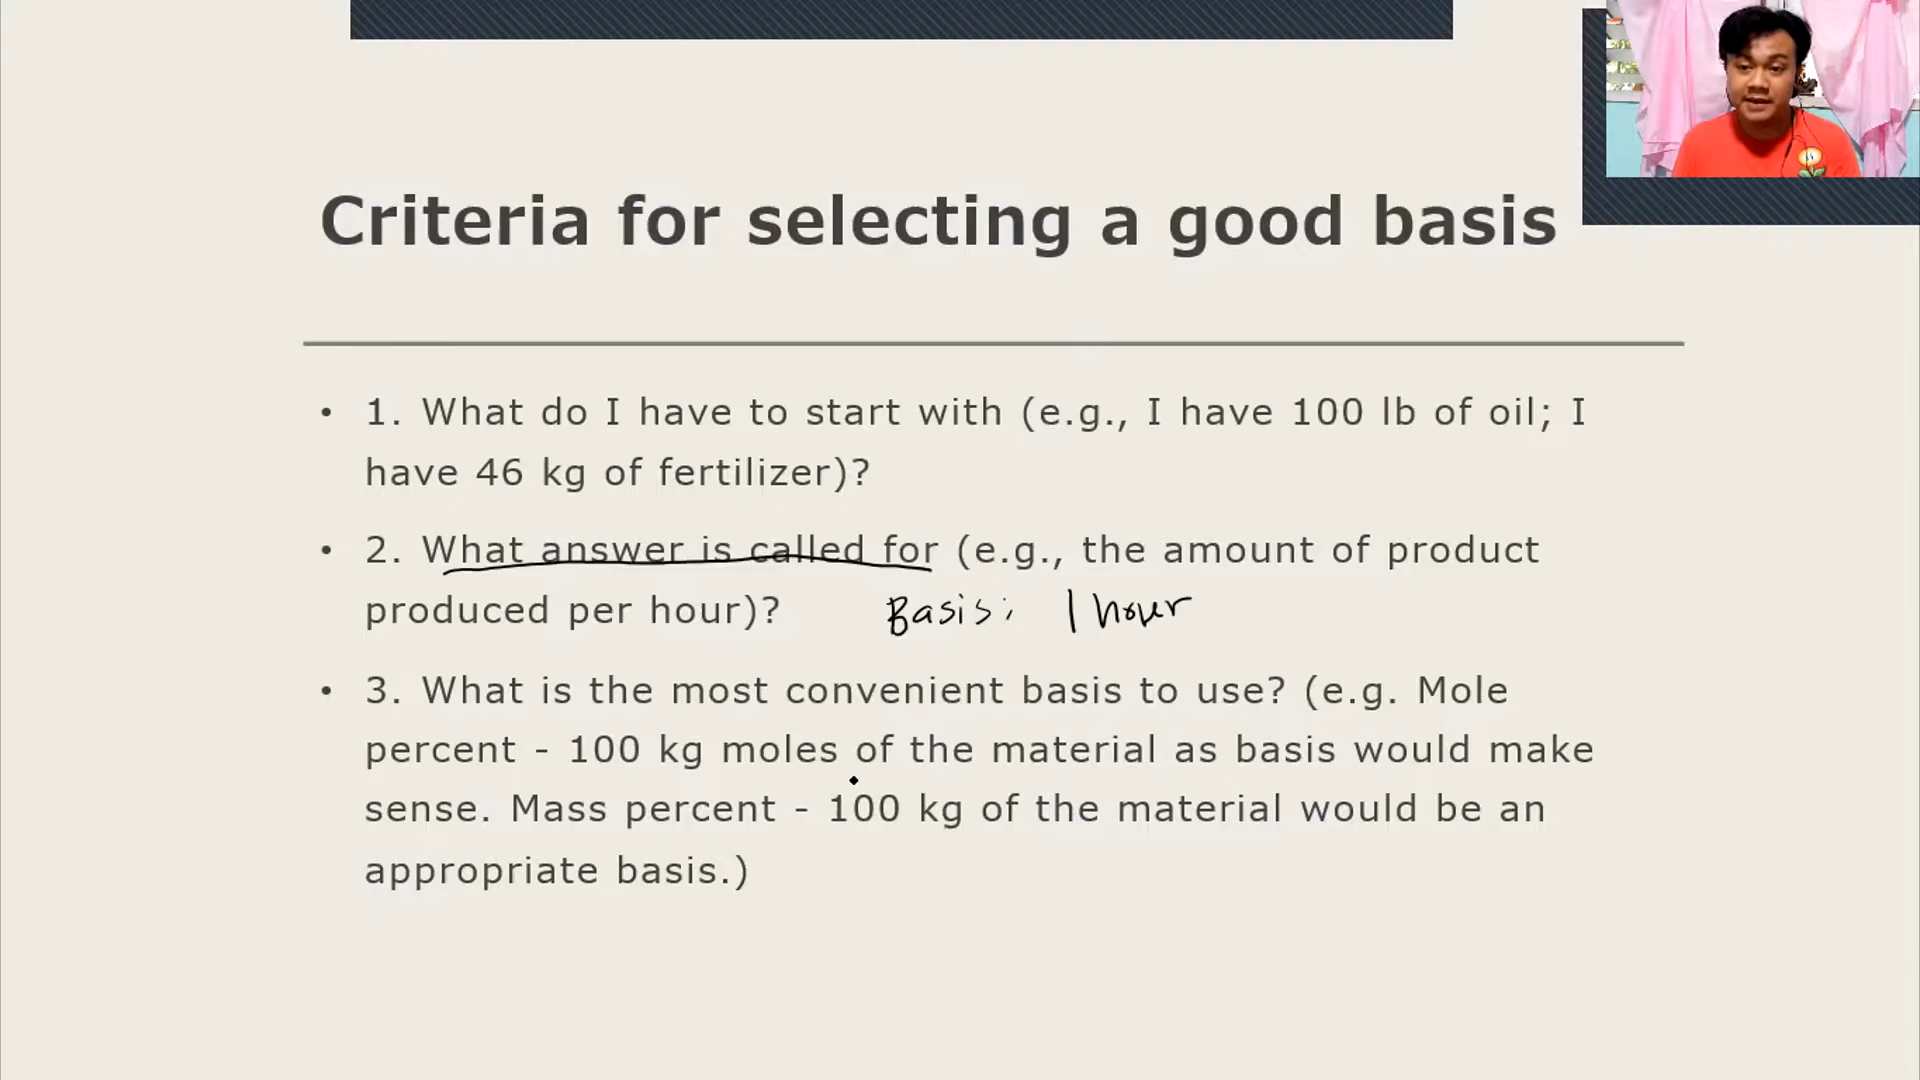 Criteria for selecting a good basis
• 1. What do I have to start with (e.g., I have 100 lb of oil; I
have 46 kg of fertilizer)?
• 2. What answer is called for (e.g., the amount of product
produced per hour)? Basis: 1 hour
• 3. What is the most convenient basis to use? (e.g. Mole
percent - 100 kg moles of the material as basis would make
sense. Mass percent - 100 kg of the material would be an
appropriate basis.)